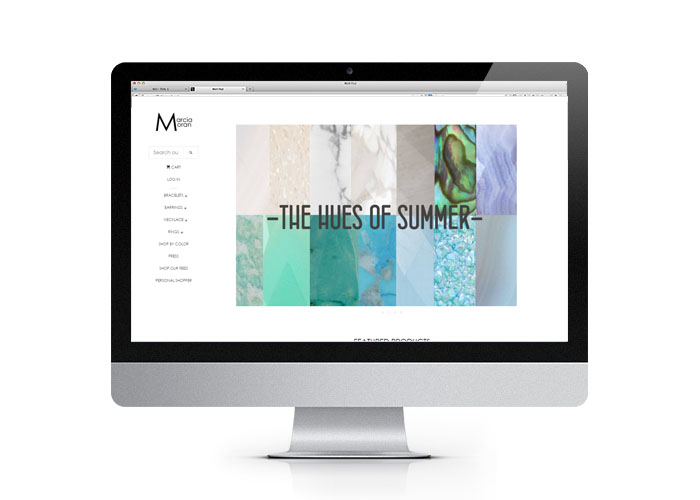 Marcia
Moran
Search ou
CART
LOG IN
BRACELETS
EARRINGS
NECKLACE
RINGS
SHOP BY COLOR
PRESS
SHOP OUR FEED
PERSONAL SHOPPER
-THE HUES OF SUMMER-
FEATURED PRODUCTS